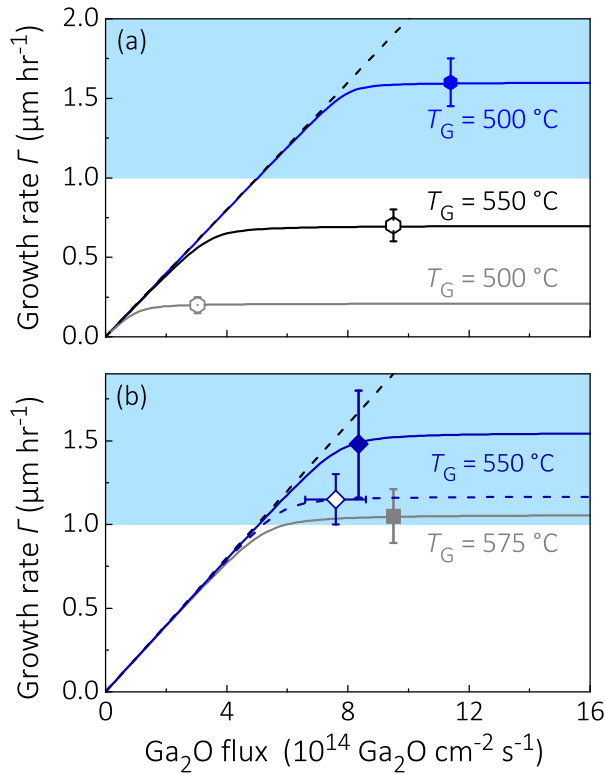 2.0
(a)
1.5
T_G = 500 °C
1.0
T_G = 550 °C
0.5
T_G = 500 °C
0.0
Growth rate Γ (μm hr⁻¹)
(b)
1.5
T_G = 550 °C
1.0
T_G = 575 °C
0.5
0.0
Growth rate Γ (μm hr⁻¹)
0 4 8 12 16
Ga₂O flux (10¹⁴ Ga₂O cm⁻² s⁻¹)